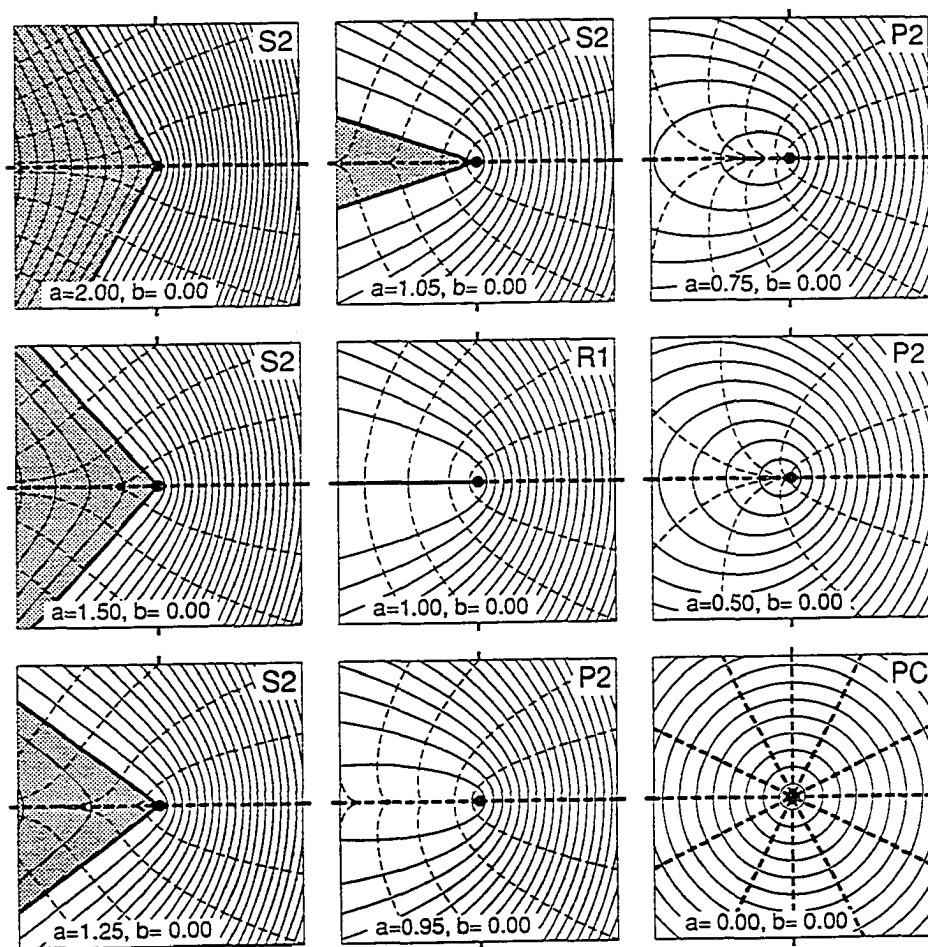 S2
a=2.00, b= 0.00
S2
a=1.05, b= 0.00
P2
a=0.75, b= 0.00
S2
a=1.50, b= 0.00
R1
a=1.00, b= 0.00
P2
a=0.50, b= 0.00
S2
a=1.25, b= 0.00
P2
a=0.95, b= 0.00
PC
a= 0.00, b= 0.00